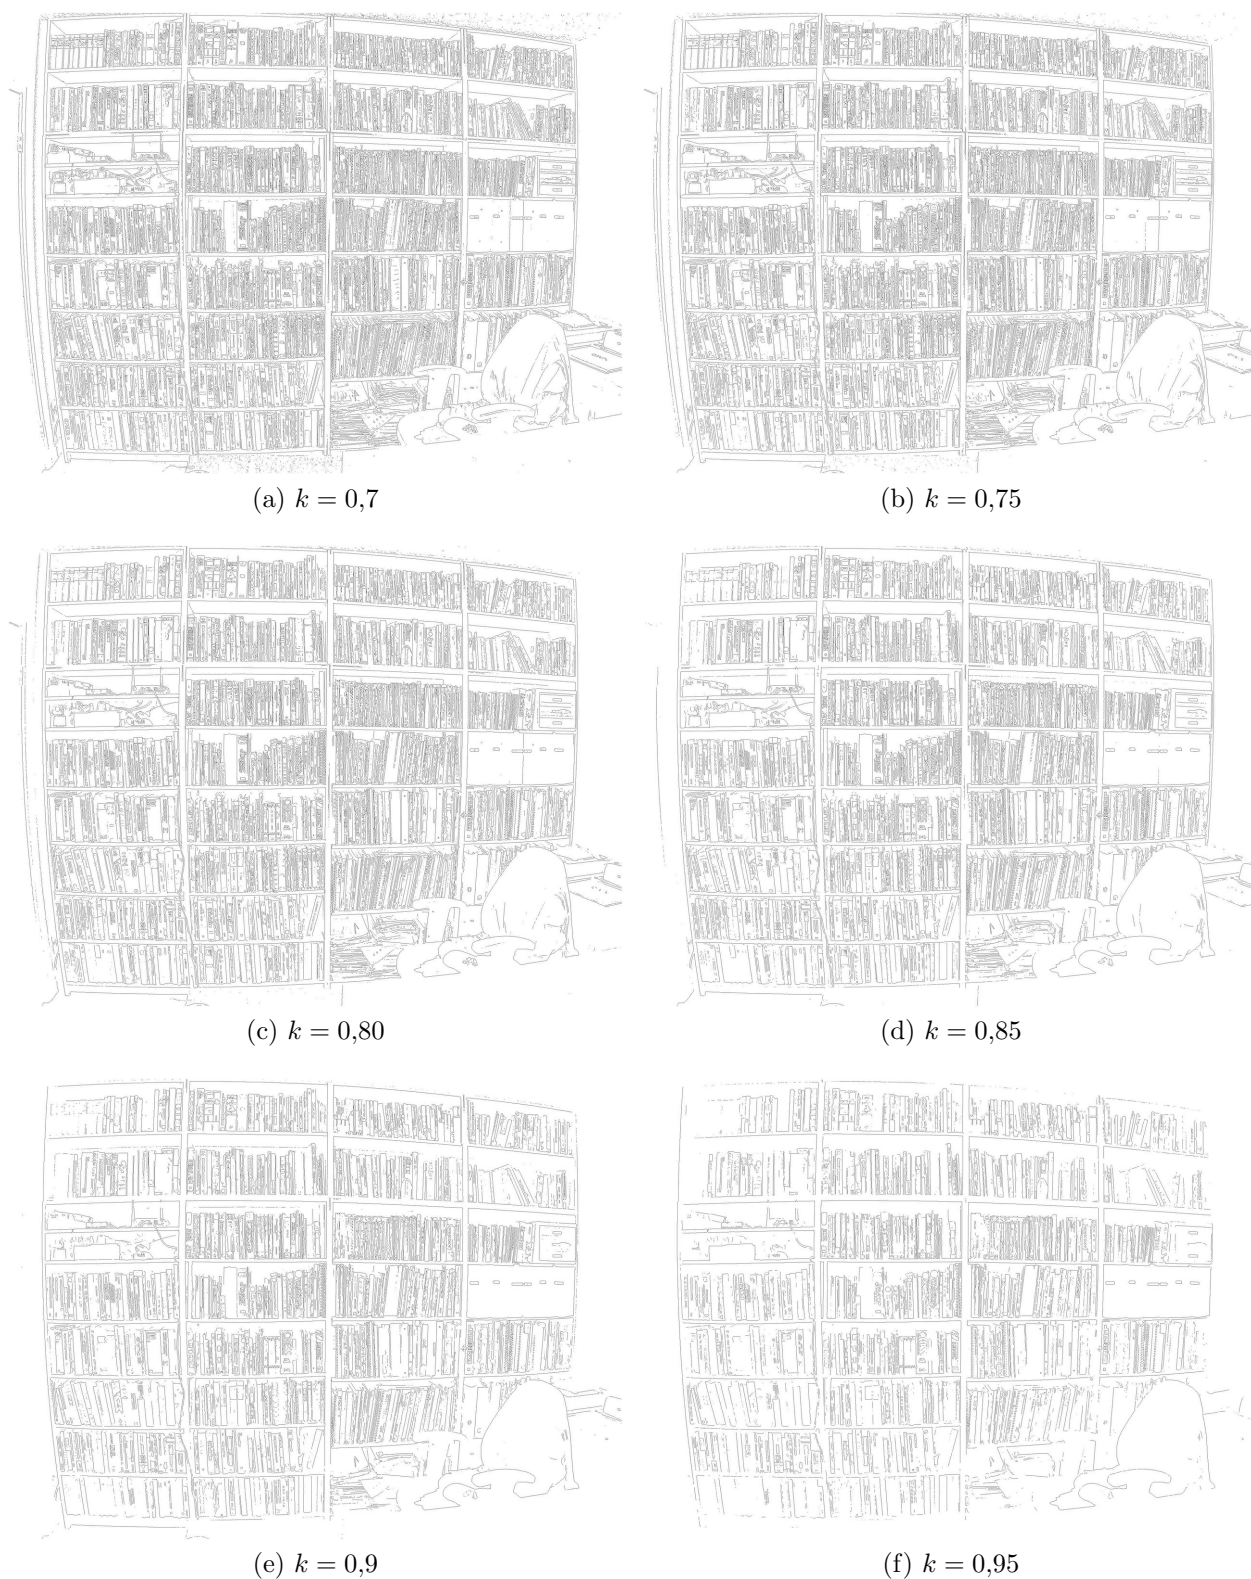 (a) k = 0,7
(b) k = 0,75
(c) k = 0,80
(d) k = 0,85
(e) k = 0,9
(f) k = 0,95